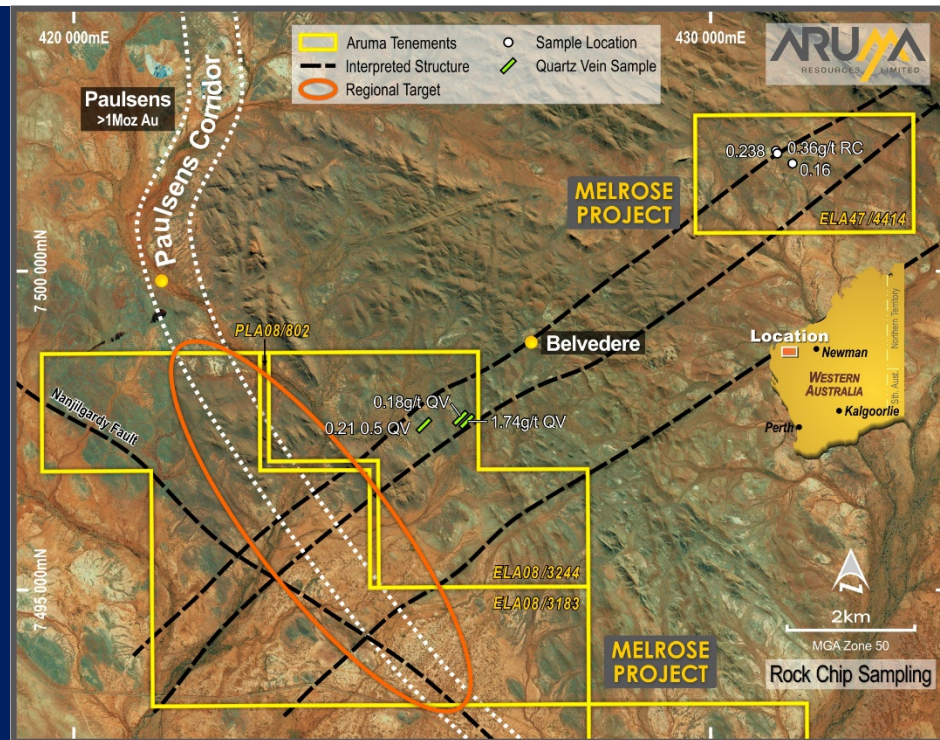 420 000mE
430 000mE
Aruma Tenements
Interpreted Structure
Regional Target
Sample Location
Quartz Vein Sample
ARUMA
RESOURCES LIMITED
Paulsens
>1Moz Au
Paulsens Corridor
0.238
0.36g/t RC
0.16
MELROSE
PROJECT
ELA47/4414
7 500 000mN
PLA08/802
Belvedere
Location
Newman
WESTERN
AUSTRALIA
Kalgoorlie
Perth
Northern Territory
Sth. Aust.
Nanjilgardy Fault
0.18g/t QV
0.21 0.5 QV
1.74g/t QV
7 495 000mN
ELA08/3244
ELA08/3183
MELROSE
PROJECT
2km
MGA Zone 50
Rock Chip Sampling